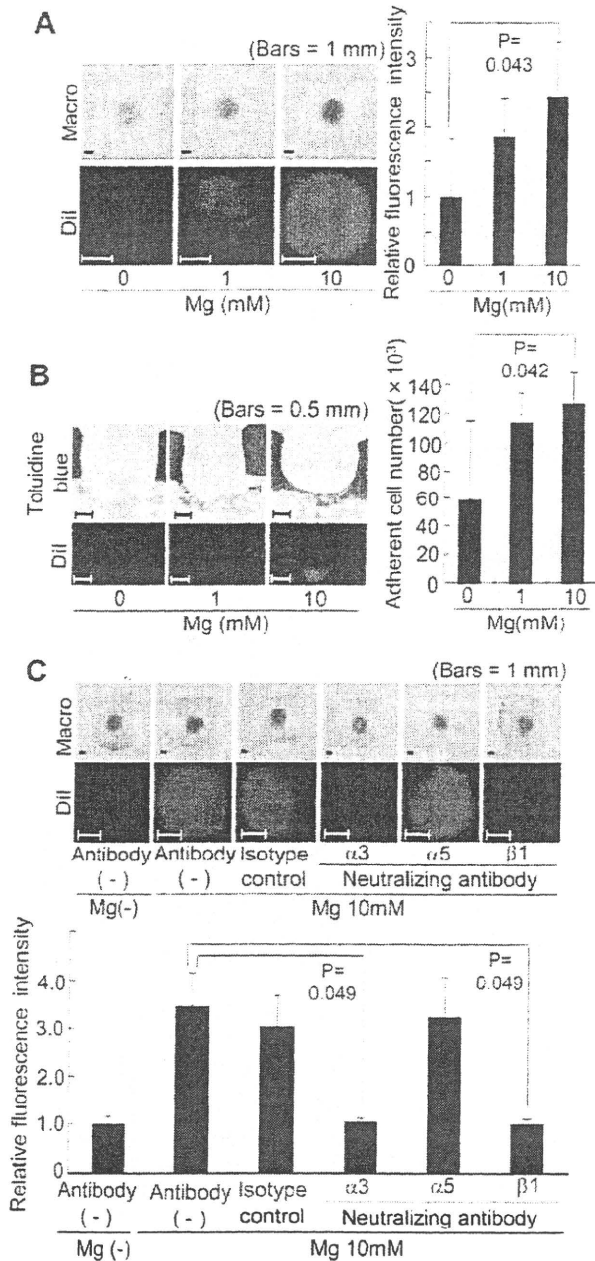 A
(Bars = 1 mm)
Macro
DiI
0 1 10
Mg (mM)
Relative fluorescence intensity
3
2
1
0
P=
0.043
0 1 10
Mg(mM)
B
(Bars = 0.5 mm)
Toluidine
blue
DiI
0 1 10
Mg (mM)
Adherent cell number( × 10³)
140
120
100
80
60
40
20
0
P=
0.042
0 1 10
Mg(mM)
C
(Bars = 1 mm)
Macro
DiI
Antibody Antibody Isotype α3 α5 β1
(-) (-) control Neutralizing antibody
Mg(-) Mg 10mM
Relative fluorescence intensity
4.0
3.0
2.0
1.0
0
P=
0.049
P=
0.049
Antibody Antibody Isotype α3 α5 β1
(-) (-) control Neutralizing antibody
Mg (-) Mg 10mM